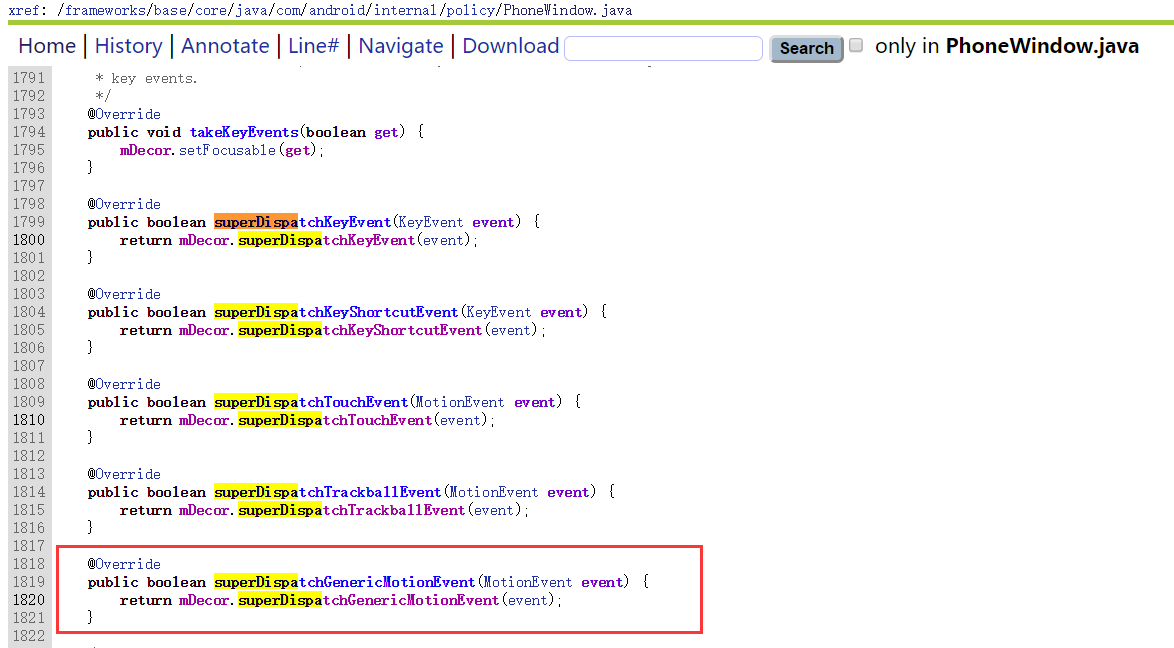 xref: /frameworks/base/core/java/com/android/internal/policy/PhoneWindow.java
Home | History | Annotate | Line# | Navigate | Download Search only in PhoneWindow.java
1791 * key events.
1792 */
1793 @Override
1794 public void takeKeyEvents(boolean get) {
1795 mDecor.setFocusable(get);
1796 }
1797
1798 @Override
1799 public boolean superDispatchKeyEvent(KeyEvent event) {
1800 return mDecor.superDispatchKeyEvent(event);
1801 }
1802
1803 @Override
1804 public boolean superDispatchKeyShortcutEvent(KeyEvent event) {
1805 return mDecor.superDispatchKeyShortcutEvent(event);
1806 }
1807
1808 @Override
1809 public boolean superDispatchTouchEvent(MotionEvent event) {
1810 return mDecor.superDispatchTouchEvent(event);
1811 }
1812
1813 @Override
1814 public boolean superDispatchTrackballEvent(MotionEvent event) {
1815 return mDecor.superDispatchTrackballEvent(event);
1816 }
1817
1818 @Override
1819 public boolean superDispatchGenericMotionEvent(MotionEvent event) {
1820 return mDecor.superDispatchGenericMotionEvent(event);
1821 }
1822